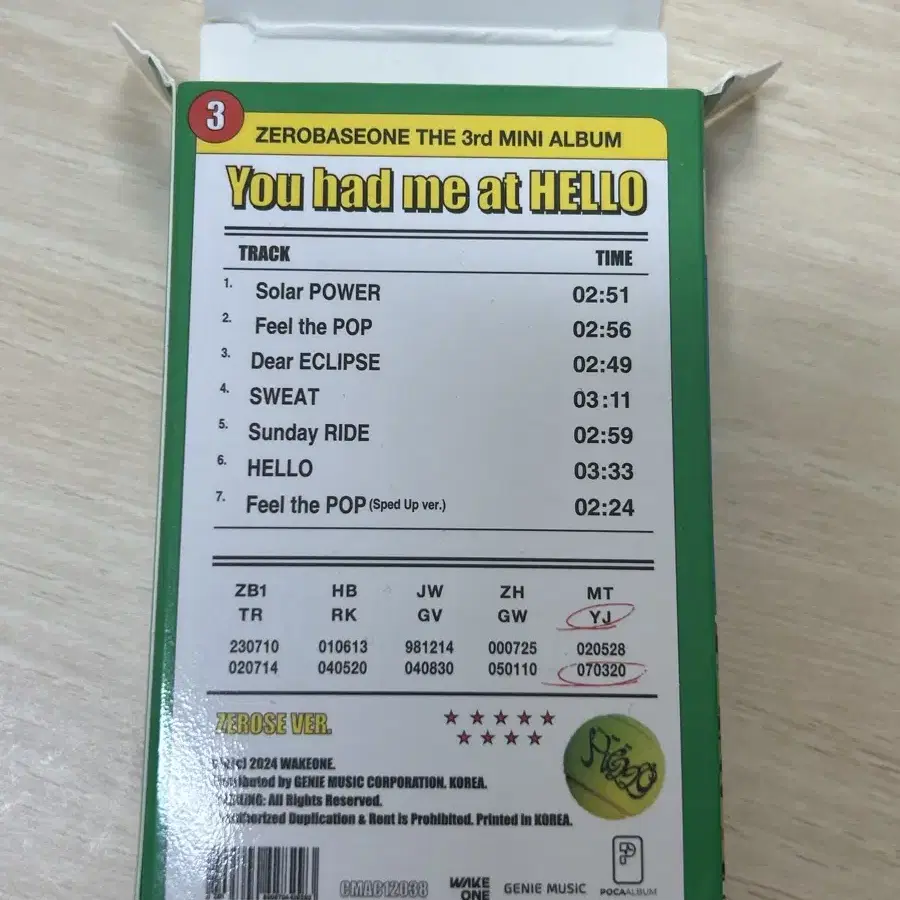 3
ZEROBASEONE THE 3rd MINI ALBUM
You had me at HELLO
TRACK TIME
1. Solar POWER 02:51
2. Feel the POP 02:56
3. Dear ECLIPSE 02:49
4. SWEAT 03:11
5. Sunday RIDE 02:59
6. HELLO 03:33
7. Feel the POP (Sped Up ver.) 02:24
ZB1 HB JW ZH MT
TR RK GV GW YJ
230710 010613 981214 000725 020528
020714 040520 040830 050110 070320
ZEROSE VER.
2024 WAKEONE.
by GENIE MUSIC CORPORATION. KOREA.
All Rights Reserved.
Duplication & Rent is Prohibited. Printed in KOREA.
CMAC12038
WAKE
ONE
GENIE MUSIC
POCAALBUM